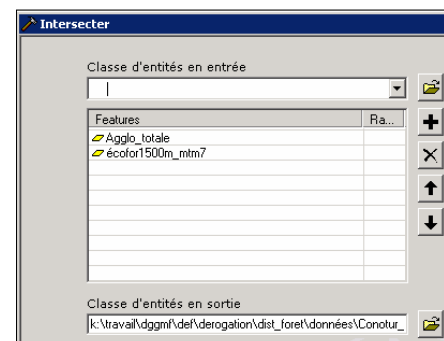 Intersecter
Classe d'entités en entrée
Features Ra...
Agglo_totale
écofor1500m_mtm7
Classe d'entités en sortie
k:\travail\dggmf\def\derogation\dist_foret\données\Conotur_